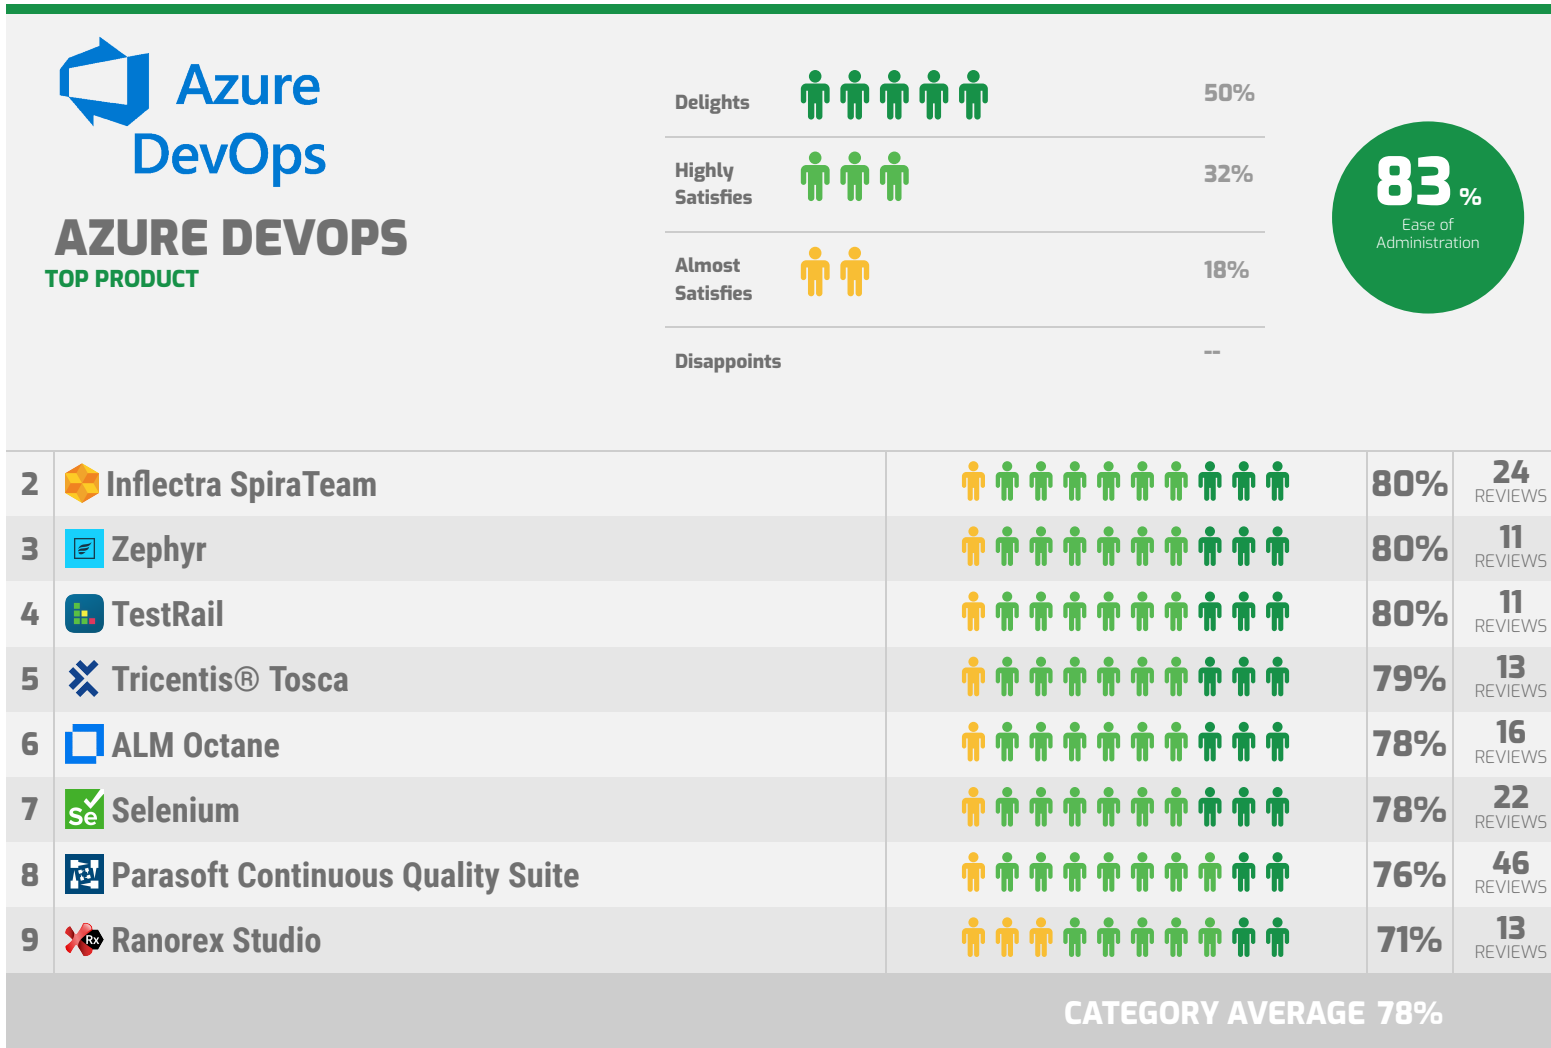 Azure
DevOps
AZURE DEVOPS
TOP PRODUCT
Delights 50%
Highly
Satisfies 32%
Almost
Satisfies 18%
Disappoints --
83 %
Ease of
Administration
2 Inflectra SpiraTeam 80% 24 REVIEWS
3 Zephyr 80% 11 REVIEWS
4 TestRail 80% 11 REVIEWS
5 Tricentis® Tosca 79% 13 REVIEWS
6 ALM Octane 78% 16 REVIEWS
7 Se Selenium 78% 22 REVIEWS
8 Parasoft Continuous Quality Suite 76% 46 REVIEWS
9 Rx Ranorex Studio 71% 13 REVIEWS
CATEGORY AVERAGE 78%